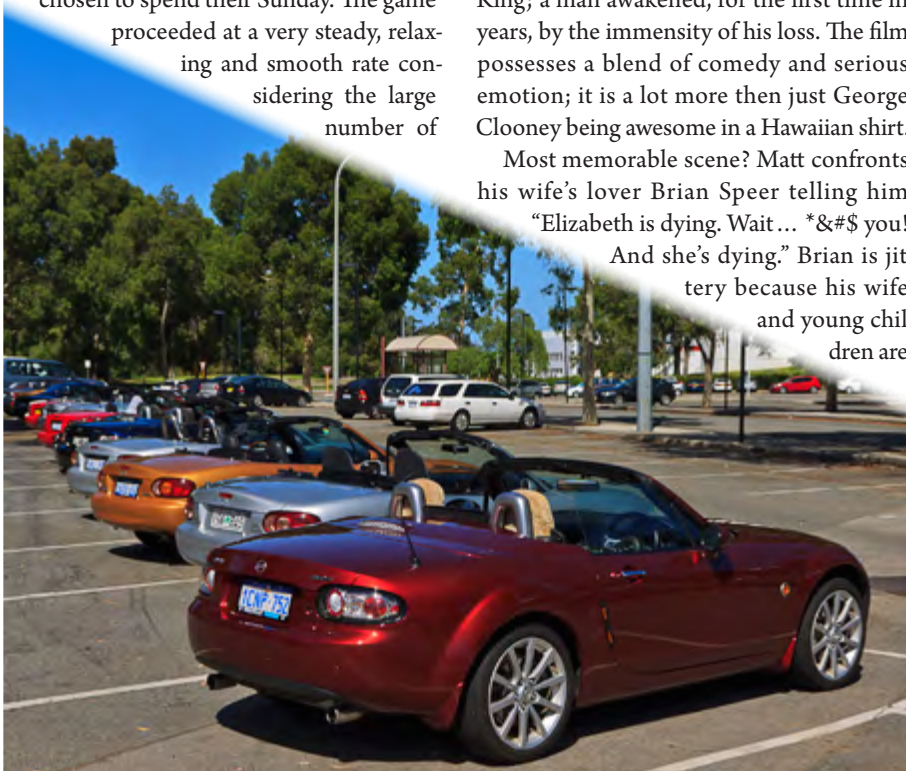 chosen to spend their Sunday. The game
proceeded at a very steady, relax-
ing and smooth rate con-
sidering the large
number of
King; a man awakened, for the first time in
years, by the immensity of his loss. The film
possesses a blend of comedy and serious
emotion; it is a lot more then just George
Clooney being awesome in a Hawaiian shirt.
Most memorable scene? Matt confronts
his wife's lover Brian Speer telling him
“Elizabeth is dying. Wait… *&#$ you!
And she's dying.” Brian is jit
tery because his wife
and young chil
dren are
1CNP·752